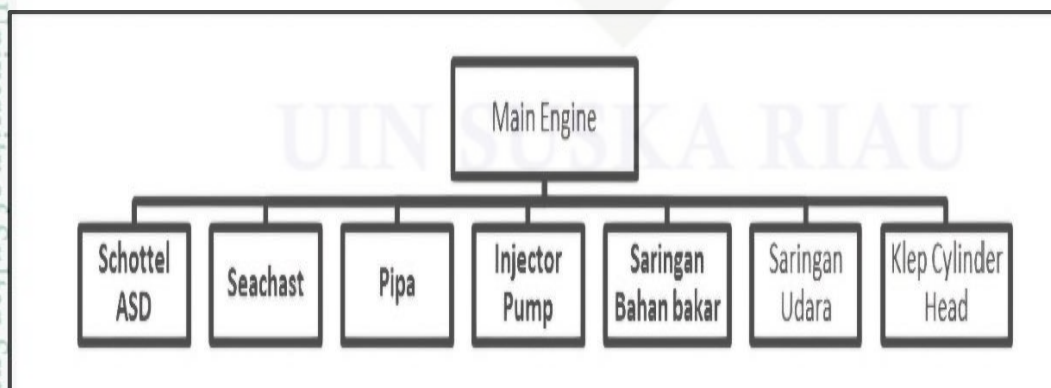 Main Engine
UIN SUSKA RIAU
Schottel
ASD
Seachast
Pipa
Injector
Pump
Saringan
Bahan bakar
Saringan
Udara
Klep Cylinder
Head